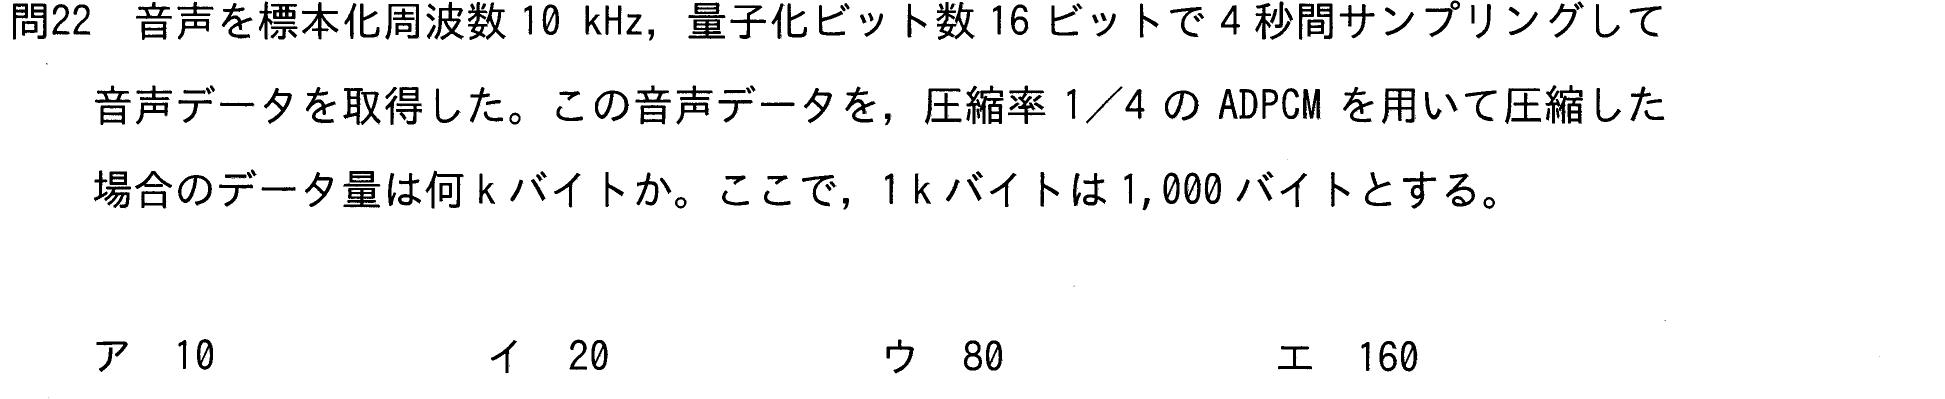 問22　音声を標本化周波数 10 kHz，量子化ビット数 16 ビットで 4 秒間サンプリングして
音声データを取得した。この音声データを，圧縮率 1／4 の ADPCM を用いて圧縮した
場合のデータ量は何 k バイトか。ここで，1 k バイトは 1,000 バイトとする。
ア　10　イ　20　ウ　80　エ　160